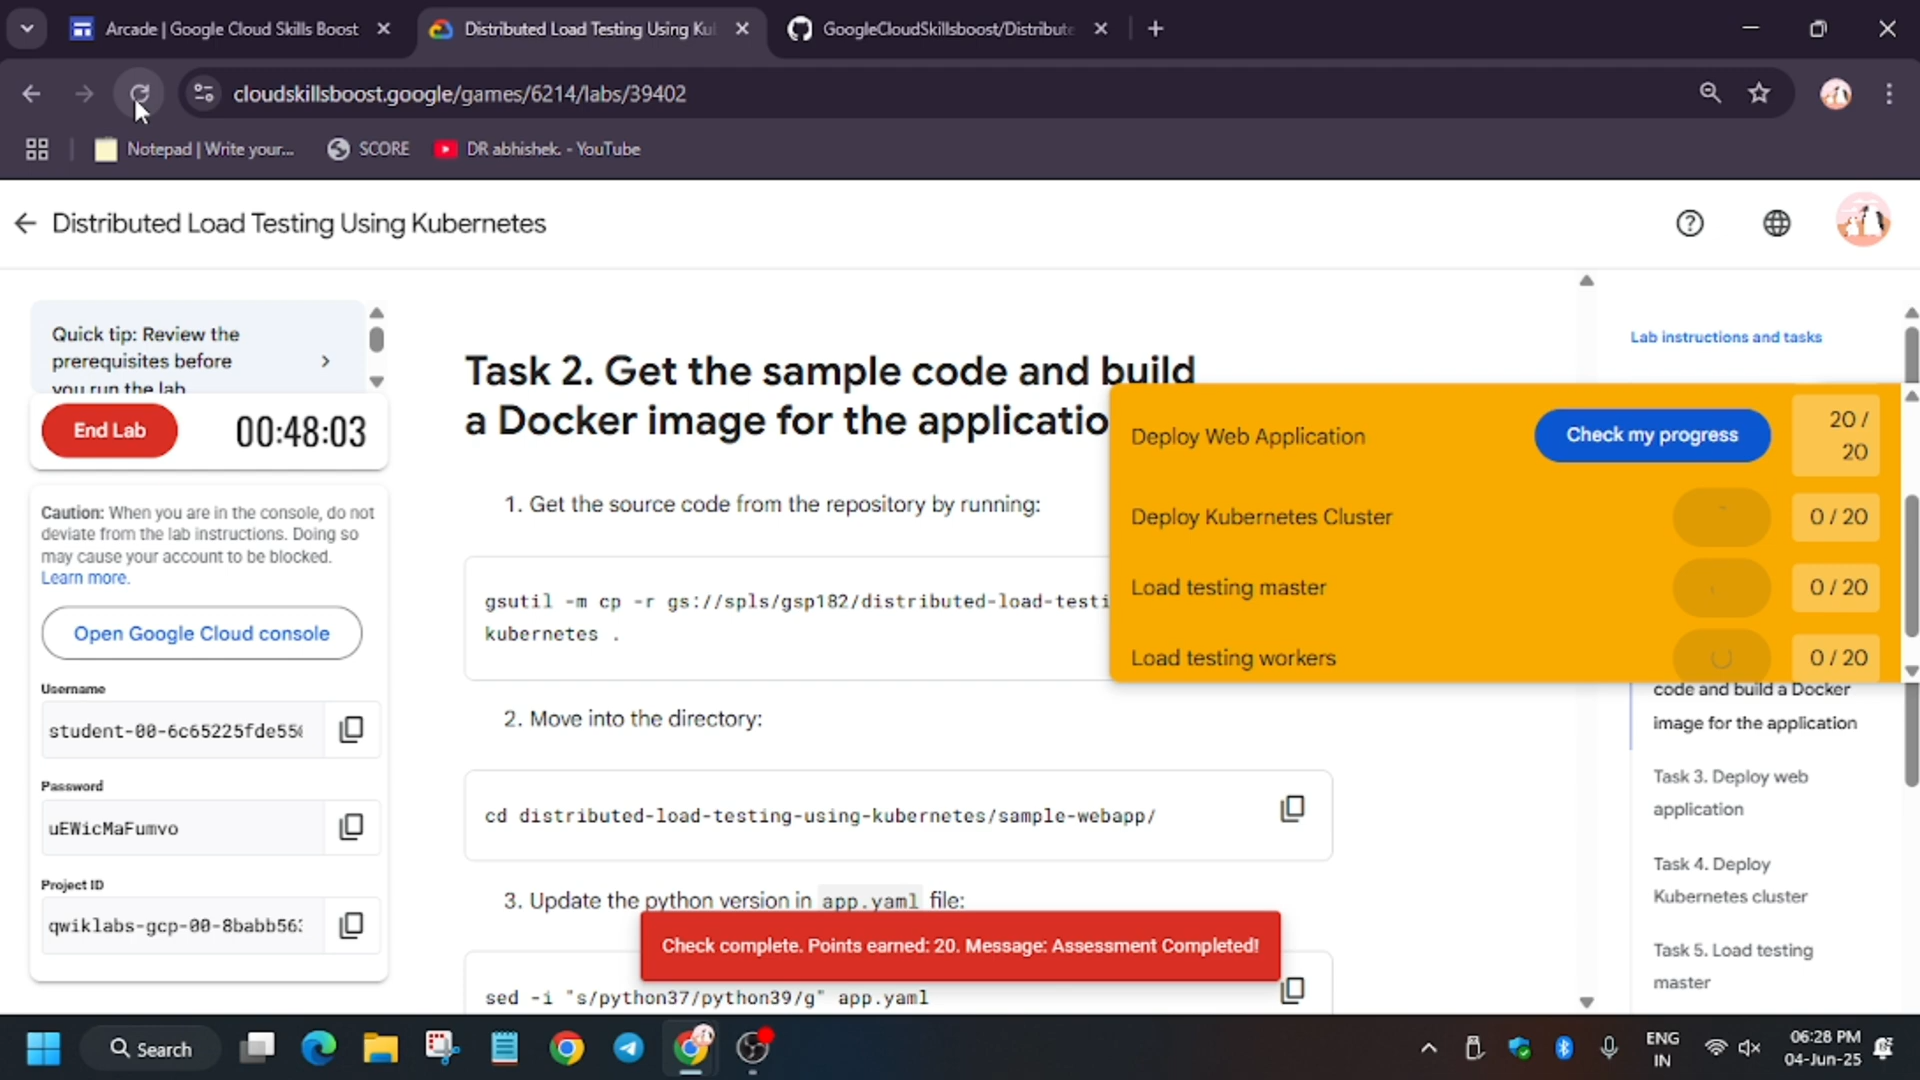 Arcade | Google Cloud Skills Boost
Distributed Load Testing Using Ku
GoogleCloudSkillsboost/Distribute
cloudskillsboost.google/games/6214/labs/39402
Notepad | Write your...
SCORE
DR abhishek. - YouTube
Distributed Load Testing Using Kubernetes
Quick tip: Review the
prerequisites before
you run the lab
End Lab
00:48:03
Caution: When you are in the console, do not
deviate from the lab instructions. Doing so
may cause your account to be blocked.
Learn more.
Open Google Cloud console
Username
student-00-6c65225fde55
Password
uEWicMaFumvo
Project ID
qwiklabs-gcp-00-8babb56
Task 2. Get the sample code and build
a Docker image for the applicatio
1. Get the source code from the repository by running:
gsutil -m cp -r gs://spls/gsp182/distributed-load-testi
kubernetes .
2. Move into the directory:
cd distributed-load-testing-using-kubernetes/sample-webapp/
3. Update the python version in app.yaml file:
sed -i "s/python37/python39/g" app.yaml
Check complete. Points earned: 20. Message: Assessment Completed!
Lab instructions and tasks
Deploy Web Application
Check my progress
20 /
20
Deploy Kubernetes Cluster
0 / 20
Load testing master
0 / 20
Load testing workers
0 / 20
code and build a Docker
image for the application
Task 3. Deploy web
application
Task 4. Deploy
Kubernetes cluster
Task 5. Load testing
master
Search
ENG
IN
06:28 PM
04-Jun-25